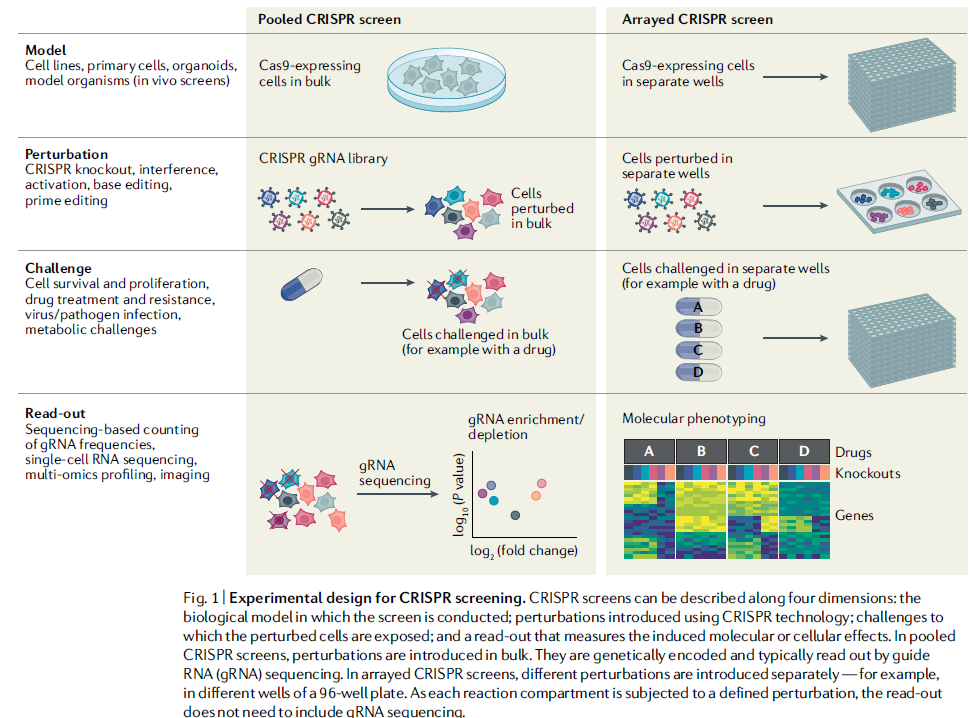 Pooled CRISPR screen
Arrayed CRISPR screen
Model
Cell lines, primary cells, organoids,
model organisms (in vivo screens)
Cas9-expressing
cells in bulk
Cas9-expressing cells
in separate wells
Perturbation
CRISPR knockout, interference,
activation, base editing,
prime editing
CRISPR gRNA library
Cells
perturbed
in bulk
Cells perturbed in
separate wells
Challenge
Cell survival and proliferation,
drug treatment and resistance,
virus/pathogen infection,
metabolic challenges
Cells challenged in bulk
(for example with a drug)
Cells challenged in separate wells
(for example with a drug)
A
B
C
D
Read-out
Sequencing-based counting
of gRNA frequencies,
single-cell RNA sequencing,
multi-omics profiling, imaging
gRNA
sequencing
gRNA enrichment/
depletion
log10 (P value)
log2 (fold change)
Molecular phenotyping
A B C D Drugs
Knockouts
Genes
Fig. 1 | Experimental design for CRISPR screening. CRISPR screens can be described along four dimensions: the
biological model in which the screen is conducted; perturbations introduced using CRISPR technology; challenges to
which the perturbed cells are exposed; and a read-out that measures the induced molecular or cellular effects. In pooled
CRISPR screens, perturbations are introduced in bulk. They are genetically encoded and typically read out by guide
RNA (gRNA) sequencing. In arrayed CRISPR screens, different perturbations are introduced separately — for example,
in different wells of a 96-well plate. As each reaction compartment is subjected to a defined perturbation, the read-out
does not need to include gRNA sequencing.